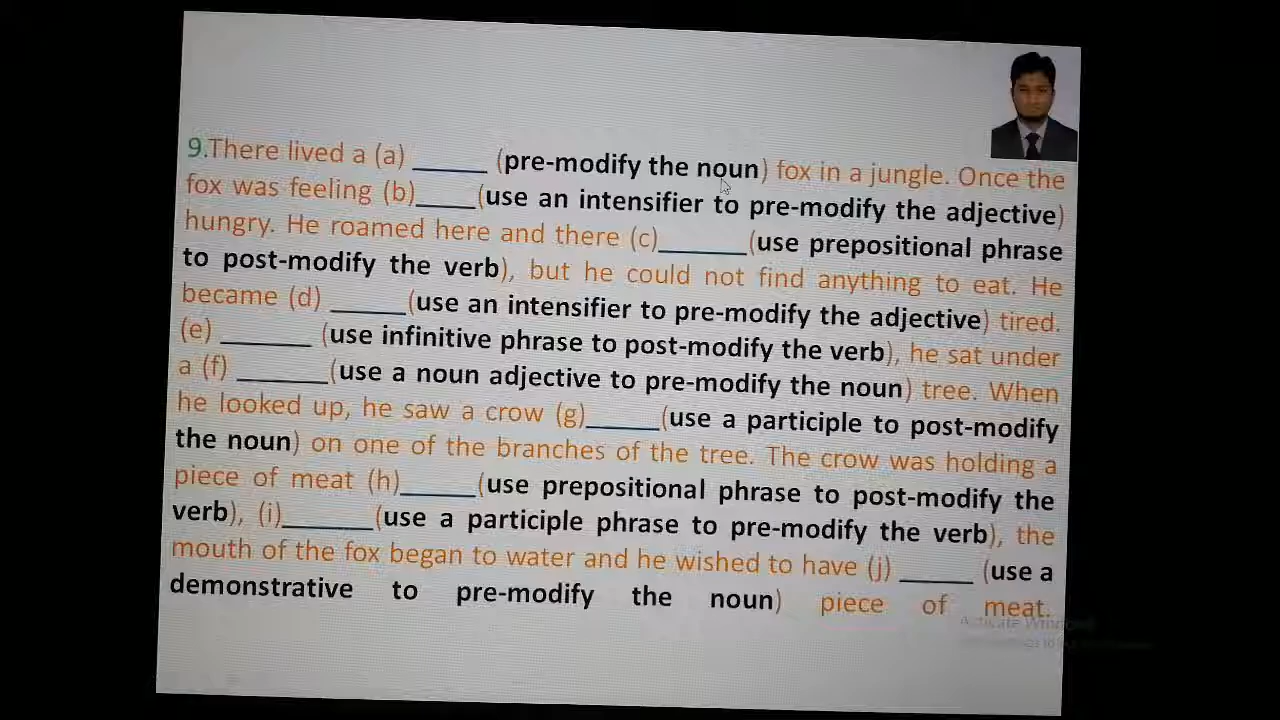 9.There lived a (a) _____ (pre-modify the noun) fox in a jungle. Once the
fox was feeling (b)____(use an intensifier to pre-modify the adjective)
hungry. He roamed here and there (c)______(use prepositional phrase
to post-modify the verb), but he could not find anything to eat. He
became (d) _____(use an intensifier to pre-modify the adjective) tired.
(e) ______ (use infinitive phrase to post-modify the verb), he sat under
a (f) ______(use a noun adjective to pre-modify the noun) tree. When
he looked up, he saw a crow (g)_____(use a participle to post-modify
the noun) on one of the branches of the tree. The crow was holding a
piece of meat (h)_____(use prepositional phrase to post-modify the
verb), (i)______(use a participle phrase to pre-modify the verb), the
mouth of the fox began to water and he wished to have (j) _____ (use a
demonstrative to pre-modify the noun) piece of meat.
Activate Windows